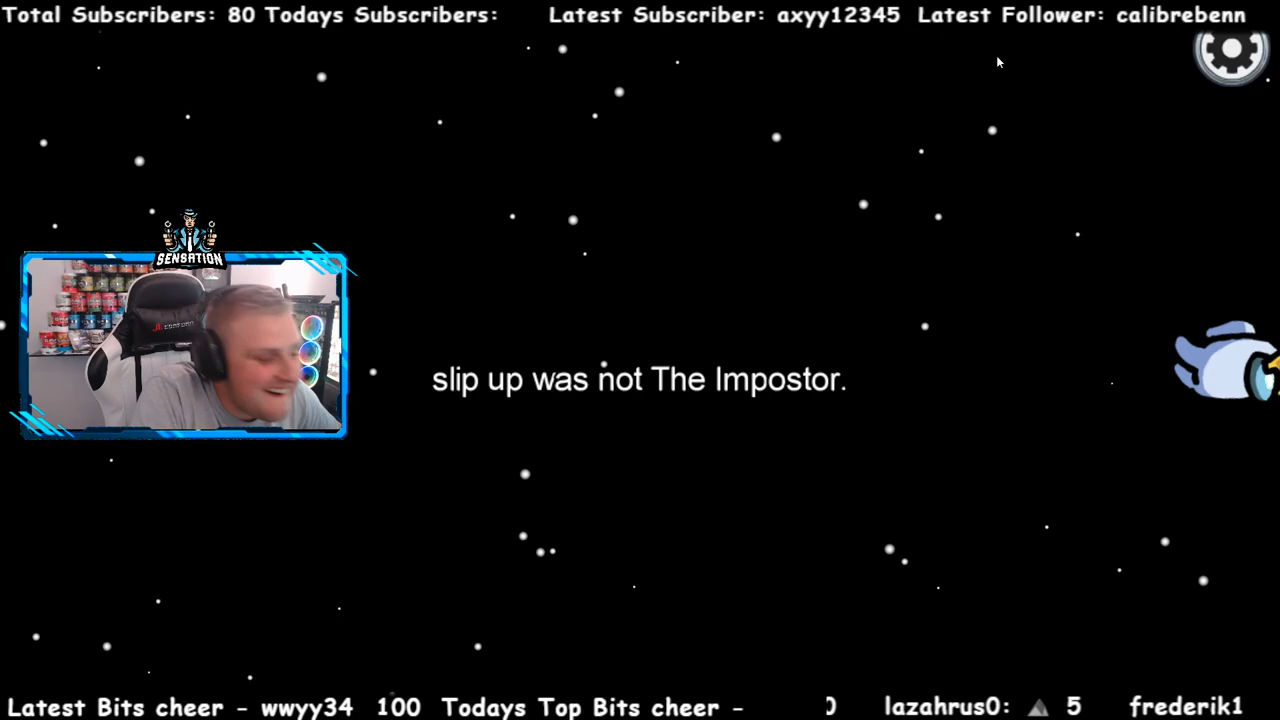 Total Subscribers: 80 Todays Subscribers: Latest Subscriber: axyy12345 Latest Follower: calibrebenn
SENSATION
slip up was not The Impostor.
Latest Bits cheer - wwyy34 100 Todays Top Bits cheer - lazahrus0: 5 frederik1